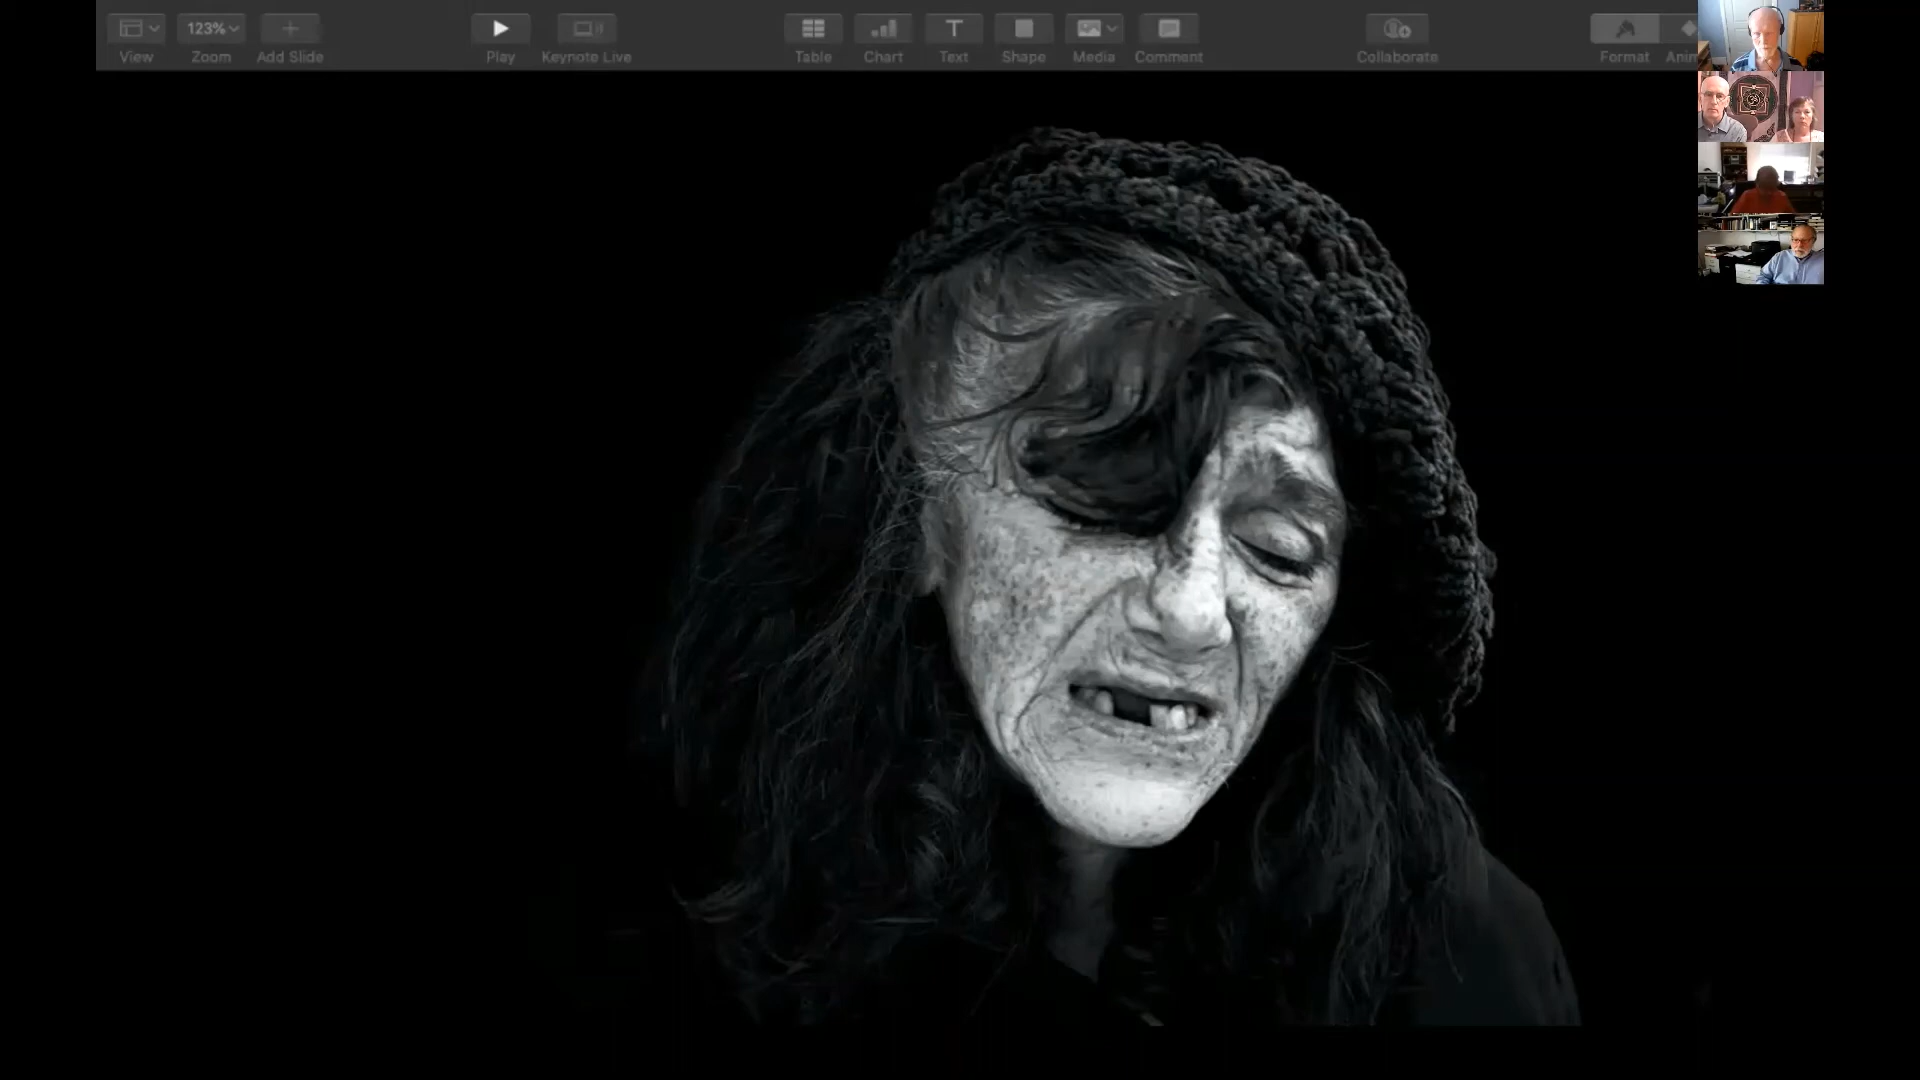 123%
View
Zoom
Add Slide
Play
Keynote Live
Table
Chart
Text
Shape
Media
Comment
Collaborate
Format